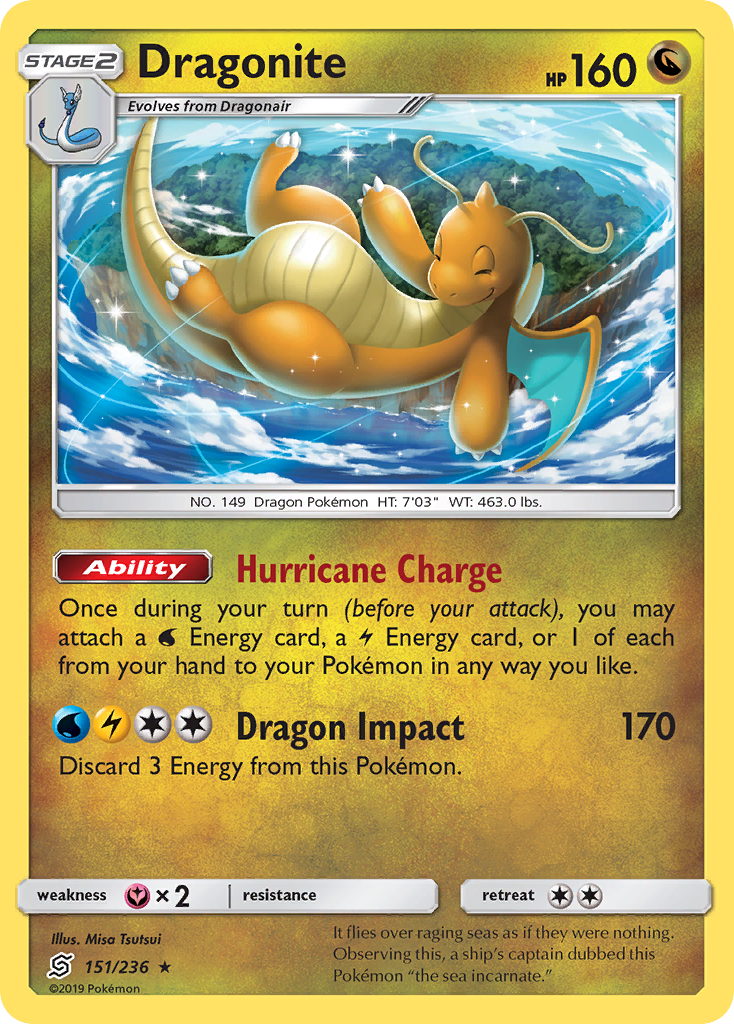 STAGE2 Dragonite HP 160
Evolves from Dragonair
NO. 149 Dragon Pokémon HT: 7'03" WT: 463.0 lbs.
Ability Hurricane Charge
Once during your turn (before your attack), you may
attach a Energy card, a Energy card, or 1 of each
from your hand to your Pokémon in any way you like.
Dragon Impact 170
Discard 3 Energy from this Pokémon.
weakness ×2 resistance retreat
Illus. Misa Tsutsui
151/236 ★
©2019 Pokémon
It flies over raging seas as if they were nothing.
Observing this, a ship's captain dubbed this
Pokémon “the sea incarnate.”